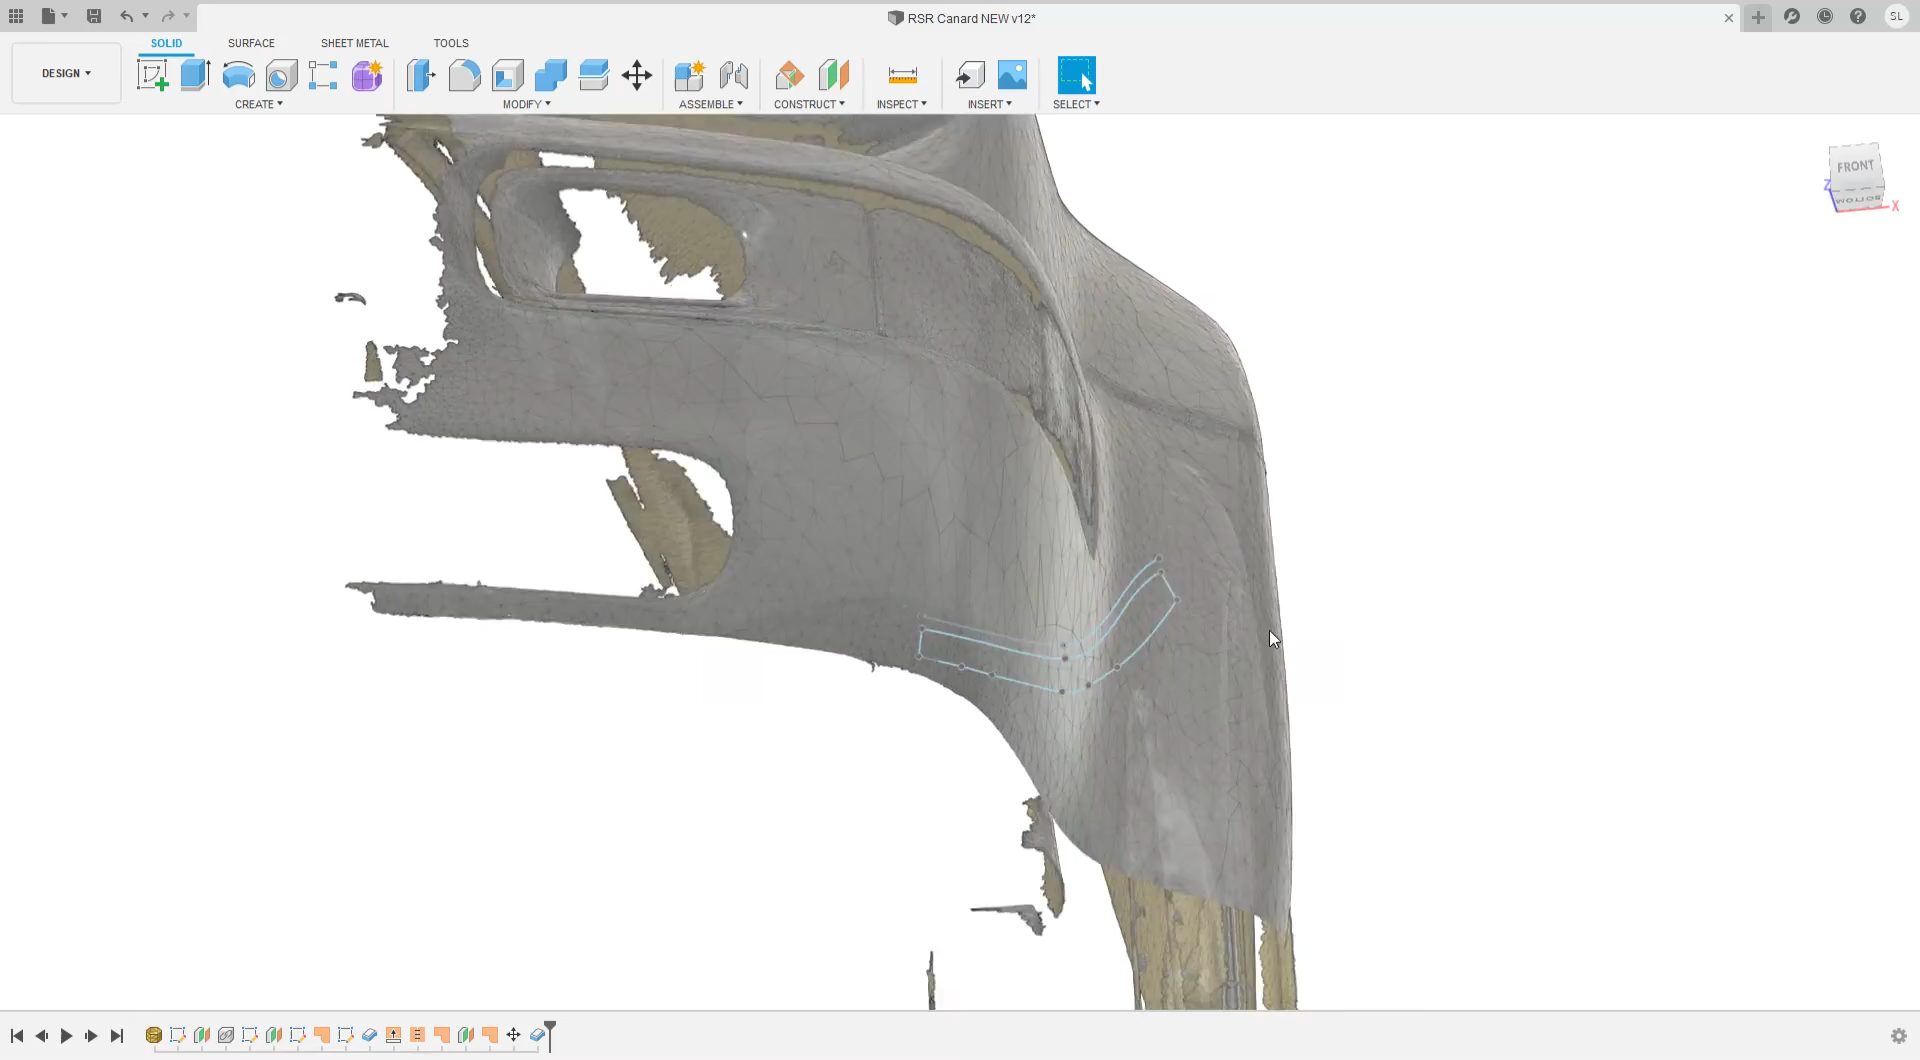 RSR Canard NEW v12*
SL
SOLID SURFACE SHEET METAL TOOLS
DESIGN
CREATE MODIFY ASSEMBLE CONSTRUCT INSPECT INSERT SELECT
FRONT
BOTTOM
Z
X